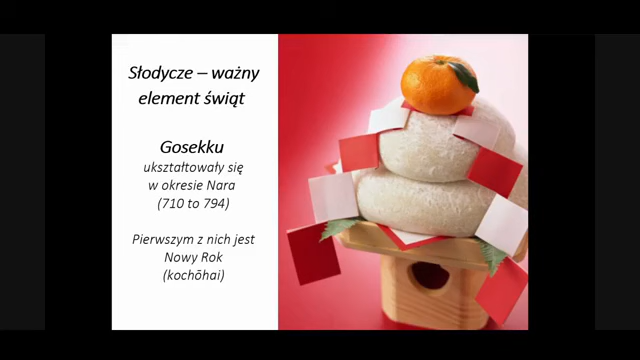 Słodycze – ważny
element świąt
Gosekku
ukształtowały się
w okresie Nara
(710 to 794)
Pierwszym z nich jest
Nowy Rok
(kochōhai)